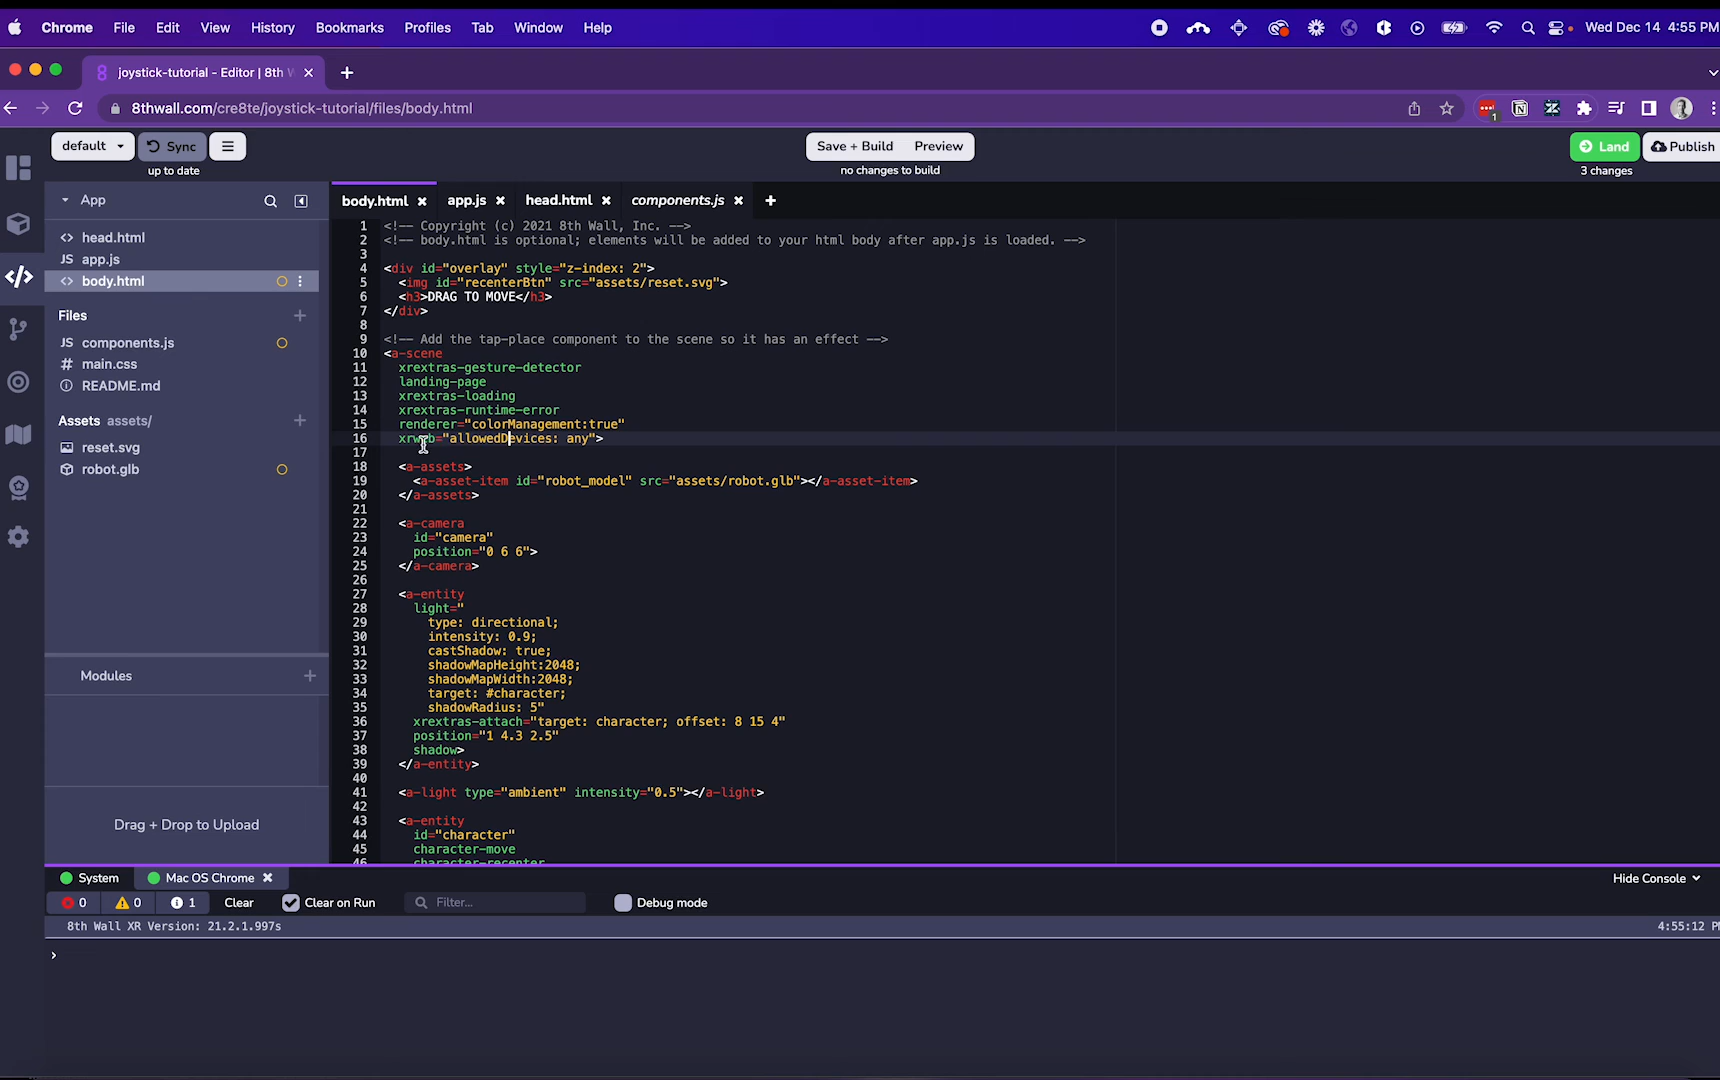 Chrome File Edit View History Bookmarks Profiles Tab Window Help Wed Dec 14 4:55 PM
joystick-tutorial - Editor | 8th
8thwall.com/cre8te/joystick-tutorial/files/body.html
default Sync Save + Build Preview Land Publish
up to date no changes to build 3 changes
App
body.html app.js head.html components.js
head.html
app.js
body.html
Files
components.js
main.css
README.md
Assets assets/
reset.svg
robot.glb
Modules
Drag + Drop to Upload
1 <!-- Copyright (c) 2021 8th Wall, Inc. -->
2 <!-- body.html is optional; elements will be added to your html body after app.js is loaded. -->
3
4 <div id="overlay" style="z-index: 2">
5 <img id="recenterBtn" src="assets/reset.svg">
6 <h3>DRAG TO MOVE</h3>
7 </div>
8
9 <!-- Add the tap-place component to the scene so it has an effect -->
10 <a-scene
11 xrextras-gesture-detector
12 landing-page
13 xrextras-loading
14 xrextras-runtime-error
15 renderer="colorManagement:true"
16 xrweb="allowedDevices: any">
17
18 <a-assets>
19 <a-asset-item id="robot_model" src="assets/robot.glb"></a-asset-item>
20 </a-assets>
21
22 <a-camera
23 id="camera"
24 position="0 6 6">
25 </a-camera>
26
27 <a-entity
28 light="
29 type: directional;
30 intensity: 0.9;
31 castShadow: true;
32 shadowMapHeight:2048;
33 shadowMapWidth:2048;
34 target: #character;
35 shadowRadius: 5"
36 xrextras-attach="target: character; offset: 8 15 4"
37 position="1 4.3 2.5"
38 shadow>
39 </a-entity>
40
41 <a-light type="ambient" intensity="0.5"></a-light>
42
43 <a-entity
44 id="character"
45 character-move
46 character-recenter
System Mac OS Chrome Hide Console
0 0 1 Clear Clear on Run Filter... Debug mode
8th Wall XR Version: 21.2.1.997s 4:55:12